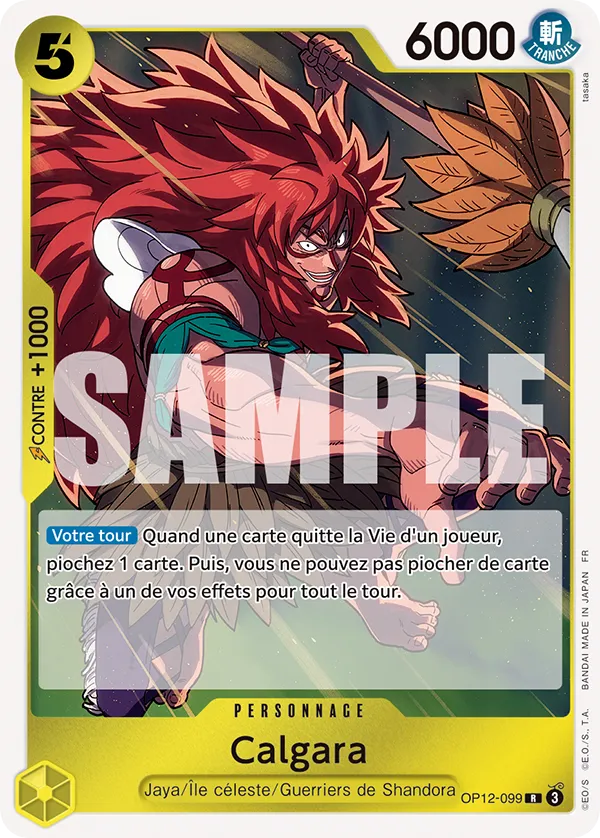 5
6000
斬
TRANCHE
tasaka
CONTRE +1000
SAMPLE
Votre tour Quand une carte quitte la Vie d'un joueur,
piochez 1 carte. Puis, vous ne pouvez pas piocher de carte
grâce à un de vos effets pour tout le tour.
PERSONNAGE
Calgara
Jaya/Île céleste/Guerriers de Shandora
OP12-099 R 3
©E.O/S ©E.O./S., T.A. BANDAI MADE IN JAPAN FR